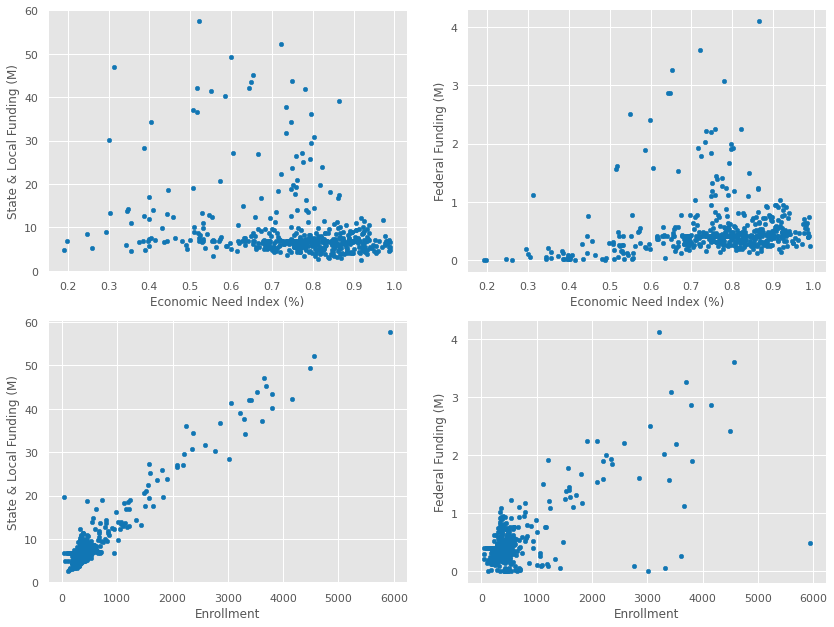 60
50
40
30
20
10
0
State & Local Funding (M)
0.2 0.3 0.4 0.5 0.6 0.7 0.8 0.9 1.0
Economic Need Index (%)
4
3
2
1
0
Federal Funding (M)
0.2 0.3 0.4 0.5 0.6 0.7 0.8 0.9 1.0
Economic Need Index (%)
60
50
40
30
20
10
0
State & Local Funding (M)
0 1000 2000 3000 4000 5000 6000
Enrollment
4
3
2
1
0
Federal Funding (M)
0 1000 2000 3000 4000 5000 6000
Enrollment